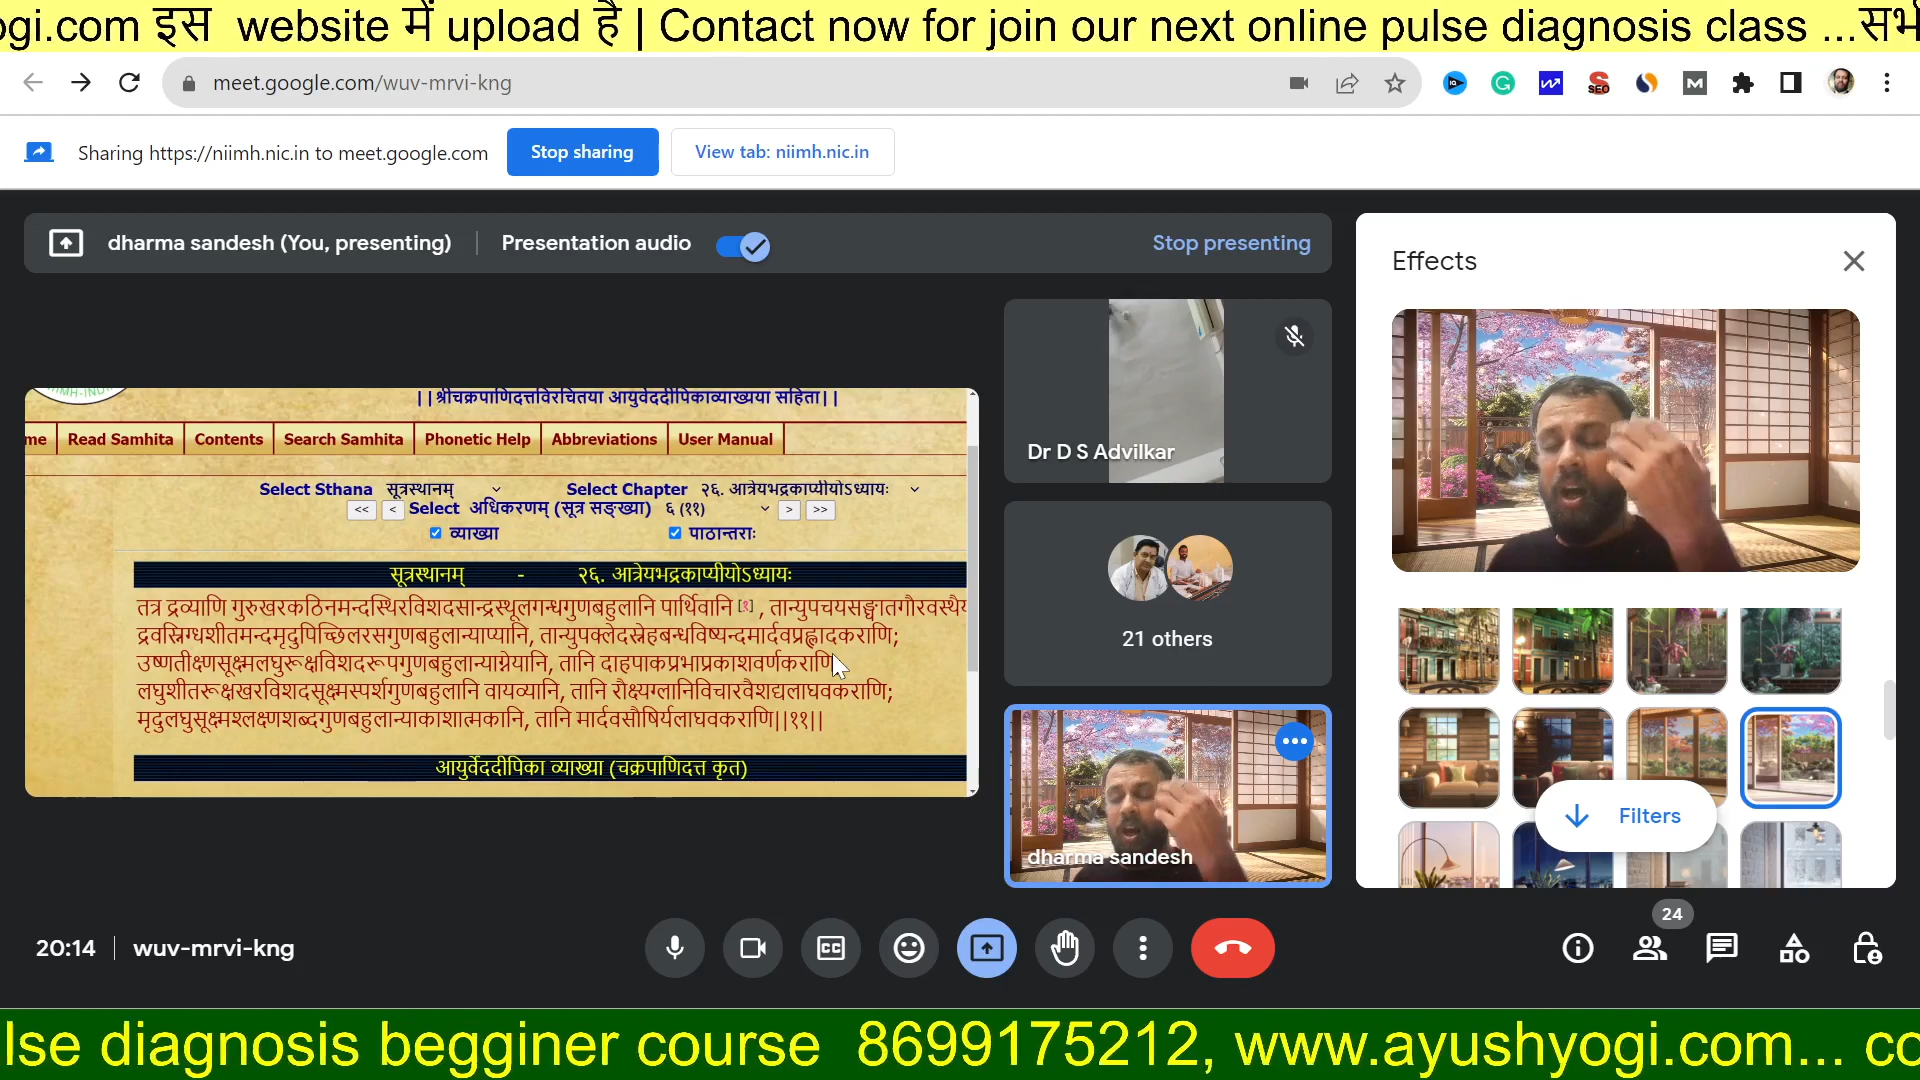 ogi.com इस website में upload है | Contact now for join our next online pulse diagnosis class ...सभ
meet.google.com/wuv-mrvi-kng
Sharing https://niimh.nic.in to meet.google.com
Stop sharing
View tab: niimh.nic.in
dharma sandesh (You, presenting)
Presentation audio
Stop presenting
Effects
||श्रीचक्रपाणिदत्तविरचितया आयुर्वेददीपिकाव्याख्यया सहिता||
me Read Samhita Contents Search Samhita Phonetic Help Abbreviations User Manual
Select Sthana सूत्रस्थानम् Select Chapter २६. आत्रेयभद्रकाप्यीयोऽध्यायः
<< < Select अधिकरणम् (सूत्र सङ्ख्या) ६ (११) > >>
व्याख्या पाठान्तराः
सूत्रस्थानम् - २६. आत्रेयभद्रकाप्यीयोऽध्यायः
तत्र द्रव्याणि गुरुखरकठिनमन्दस्थिरविशदसान्द्रस्थूलगन्धगुणबहुलानि पार्थिवानि [१] , तान्युपचयसङ्घातगौरवस्थैय
द्रवस्निग्धशीतमन्दमृदुपिच्छिलरसगुणबहुलान्याप्यानि, तान्युपक्लेदस्नेहबन्धविष्यन्दमार्दवप्रह्लादकराणि;
उष्णतीक्ष्णसूक्ष्मलघुरूक्षविशदरूपगुणबहुलान्याग्नेयानि, तानि दाहपाकप्रभाप्रकाशवर्णकराणि
लघुशीतरूक्षखरविशदसूक्ष्मस्पर्शगुणबहुलानि वायव्यानि, तानि रौक्ष्यग्लानिविचारवैशद्यलाघवकराणि;
मृदुलघुसूक्ष्मश्लक्ष्णशब्दगुणबहुलान्याकाशात्मकानि, तानि मार्दवसौषिर्यलाघवकराणि||११||
आयुर्वेददीपिका व्याख्या (चक्रपाणिदत्त कृत)
Dr D S Advilkar
21 others
dharma sandesh
Filters
20:14 wuv-mrvi-kng
24
lse diagnosis begginer course 8699175212, www.ayushyogi.com... co